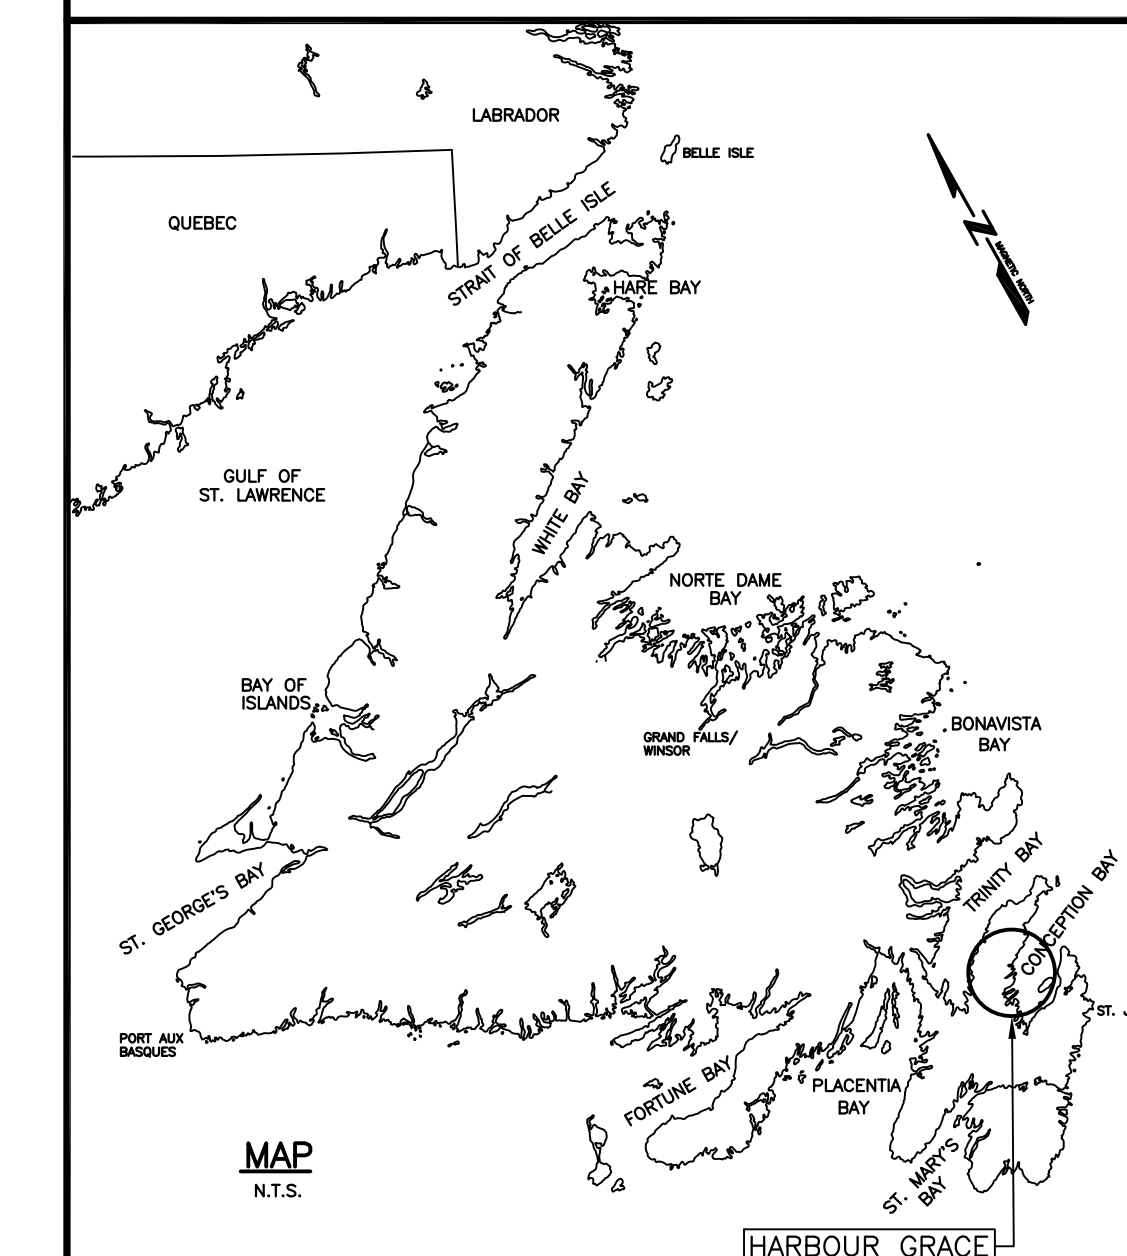 LABRADOR
BELLE ISLE
QUEBEC
STRAIT OF BELLE ISLE
MAGNETIC NORTH
HARE BAY
GULF OF
ST. LAWRENCE
WHITE BAY
NORTE DAME
BAY
BAY OF
ISLANDS
GRAND FALLS/
WINSOR
BONAVISTA
BAY
TRINITY BAY
CONCEPTION BAY
ST. GEORGE'S BAY
ST. J
PORT AUX
BASQUES
FORTUNE BAY
PLACENTIA
BAY
ST. MARY'S
BAY
MAP
N.T.S.
HARBOUR GRACE